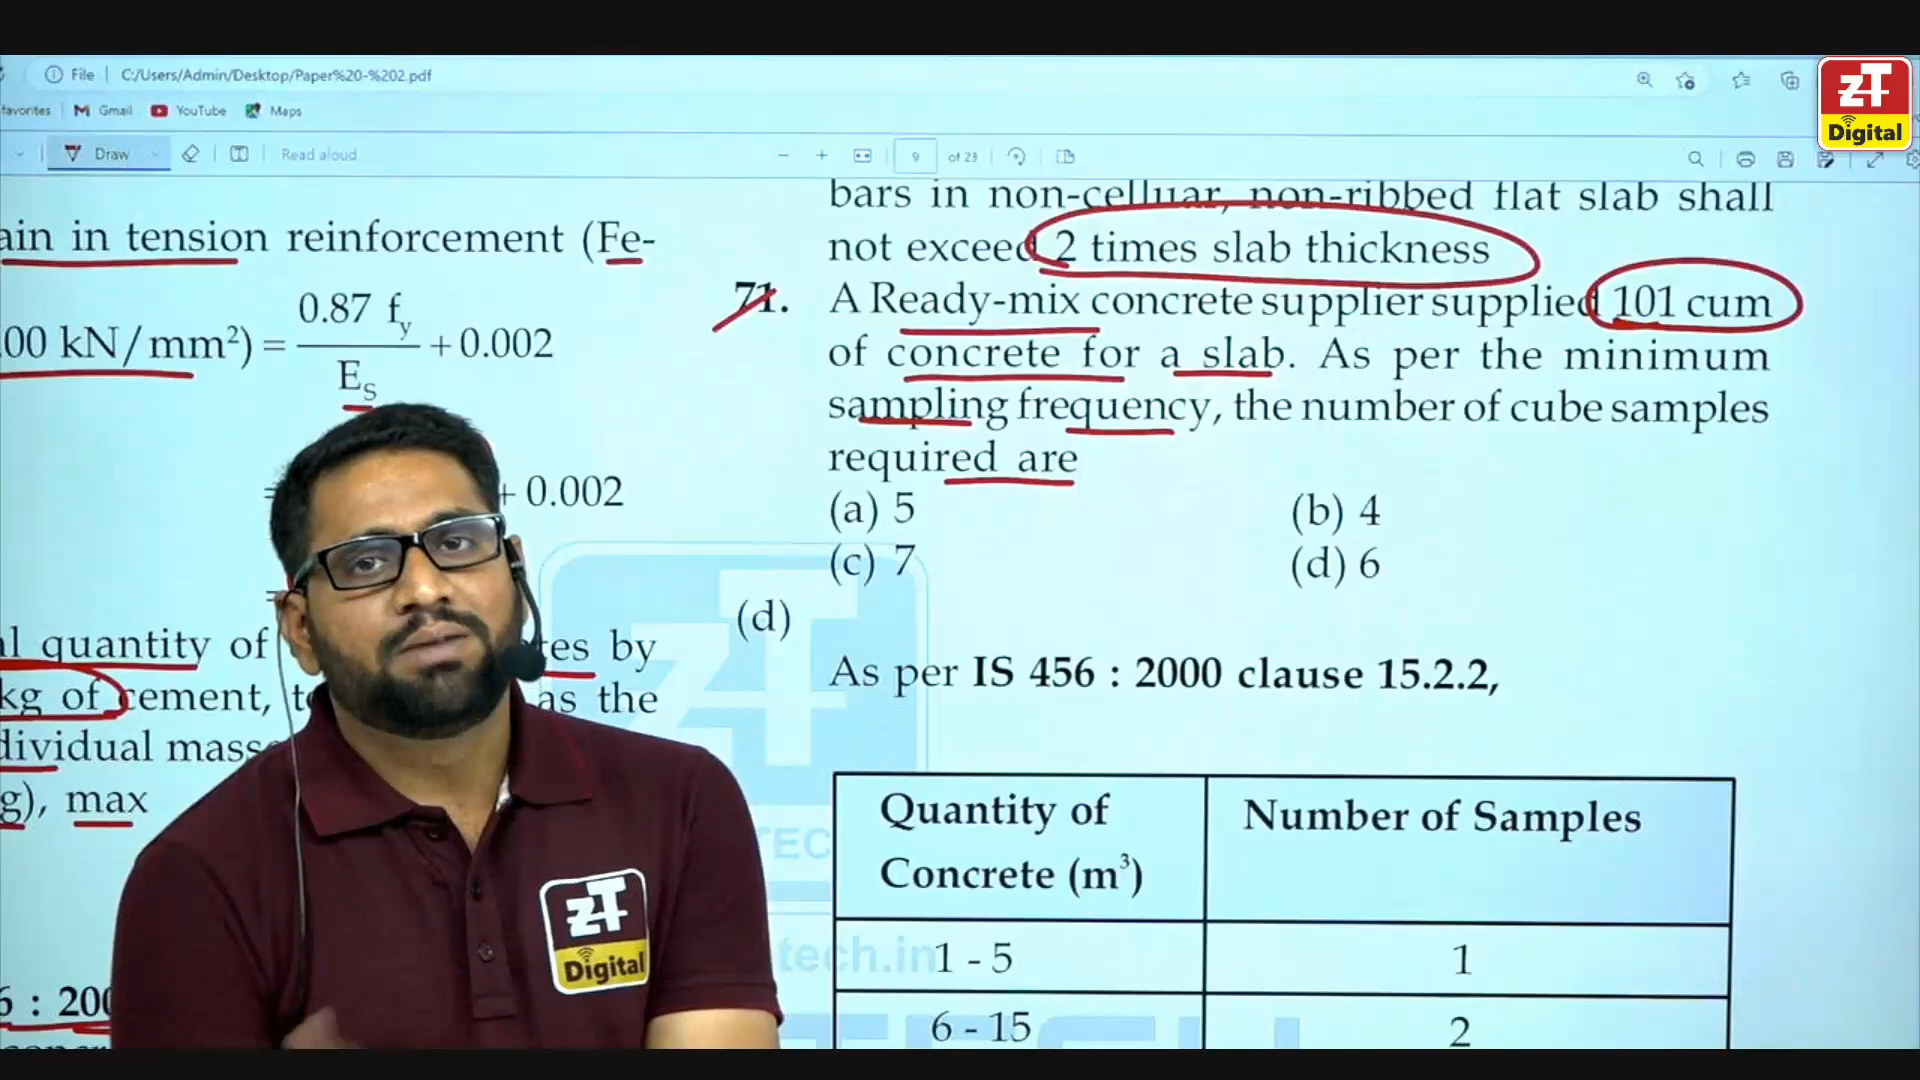 File | C:/Users/Admin/Desktop/Paper%20-%202.pdf
favorites Gmail YouTube Maps
Draw Read aloud 9 of 23
zT
Digital
ain in tension reinforcement (Fe-
00 kN/mm²) = 0.87 fy / Es + 0.002
+ 0.002
l quantity of tes by
kg of cement, as the
dividual mass
g), max
6 : 200
bars in non-celluar, non-ribbed flat slab shall
not exceed 2 times slab thickness
71. A Ready-mix concrete supplier supplied 101 cum
of concrete for a slab. As per the minimum
sampling frequency, the number of cube samples
required are
(a) 5 (b) 4
(c) 7 (d) 6
(d)
As per IS 456 : 2000 clause 15.2.2,
Quantity of Concrete (m³) Number of Samples
1 - 5 1
6 - 15 2
tech.in
zT
Digital